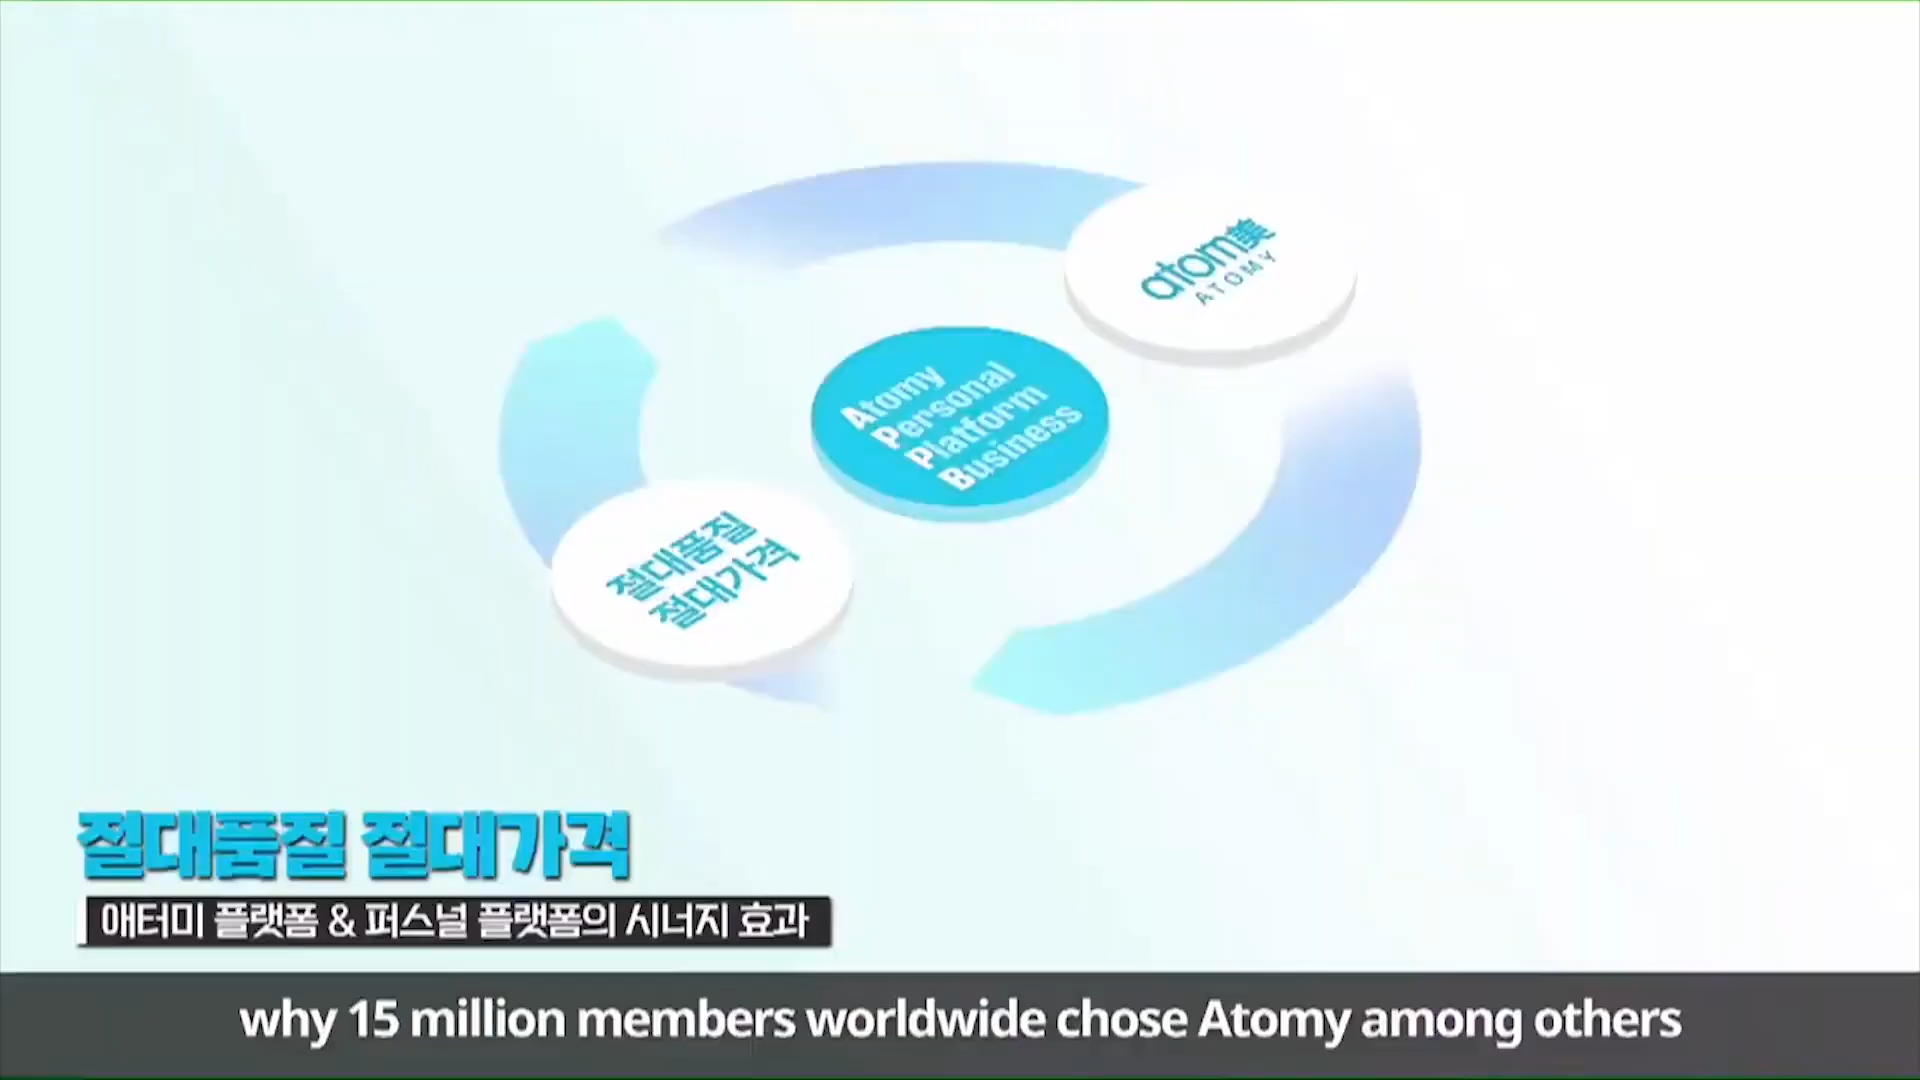 atom美
ATOMY
Atomy
Personal
Platform
Business
절대품질
절대가격
절대품질 절대가격
애터미 플랫폼 & 퍼스널 플랫폼의 시너지 효과
why 15 million members worldwide chose Atomy among others